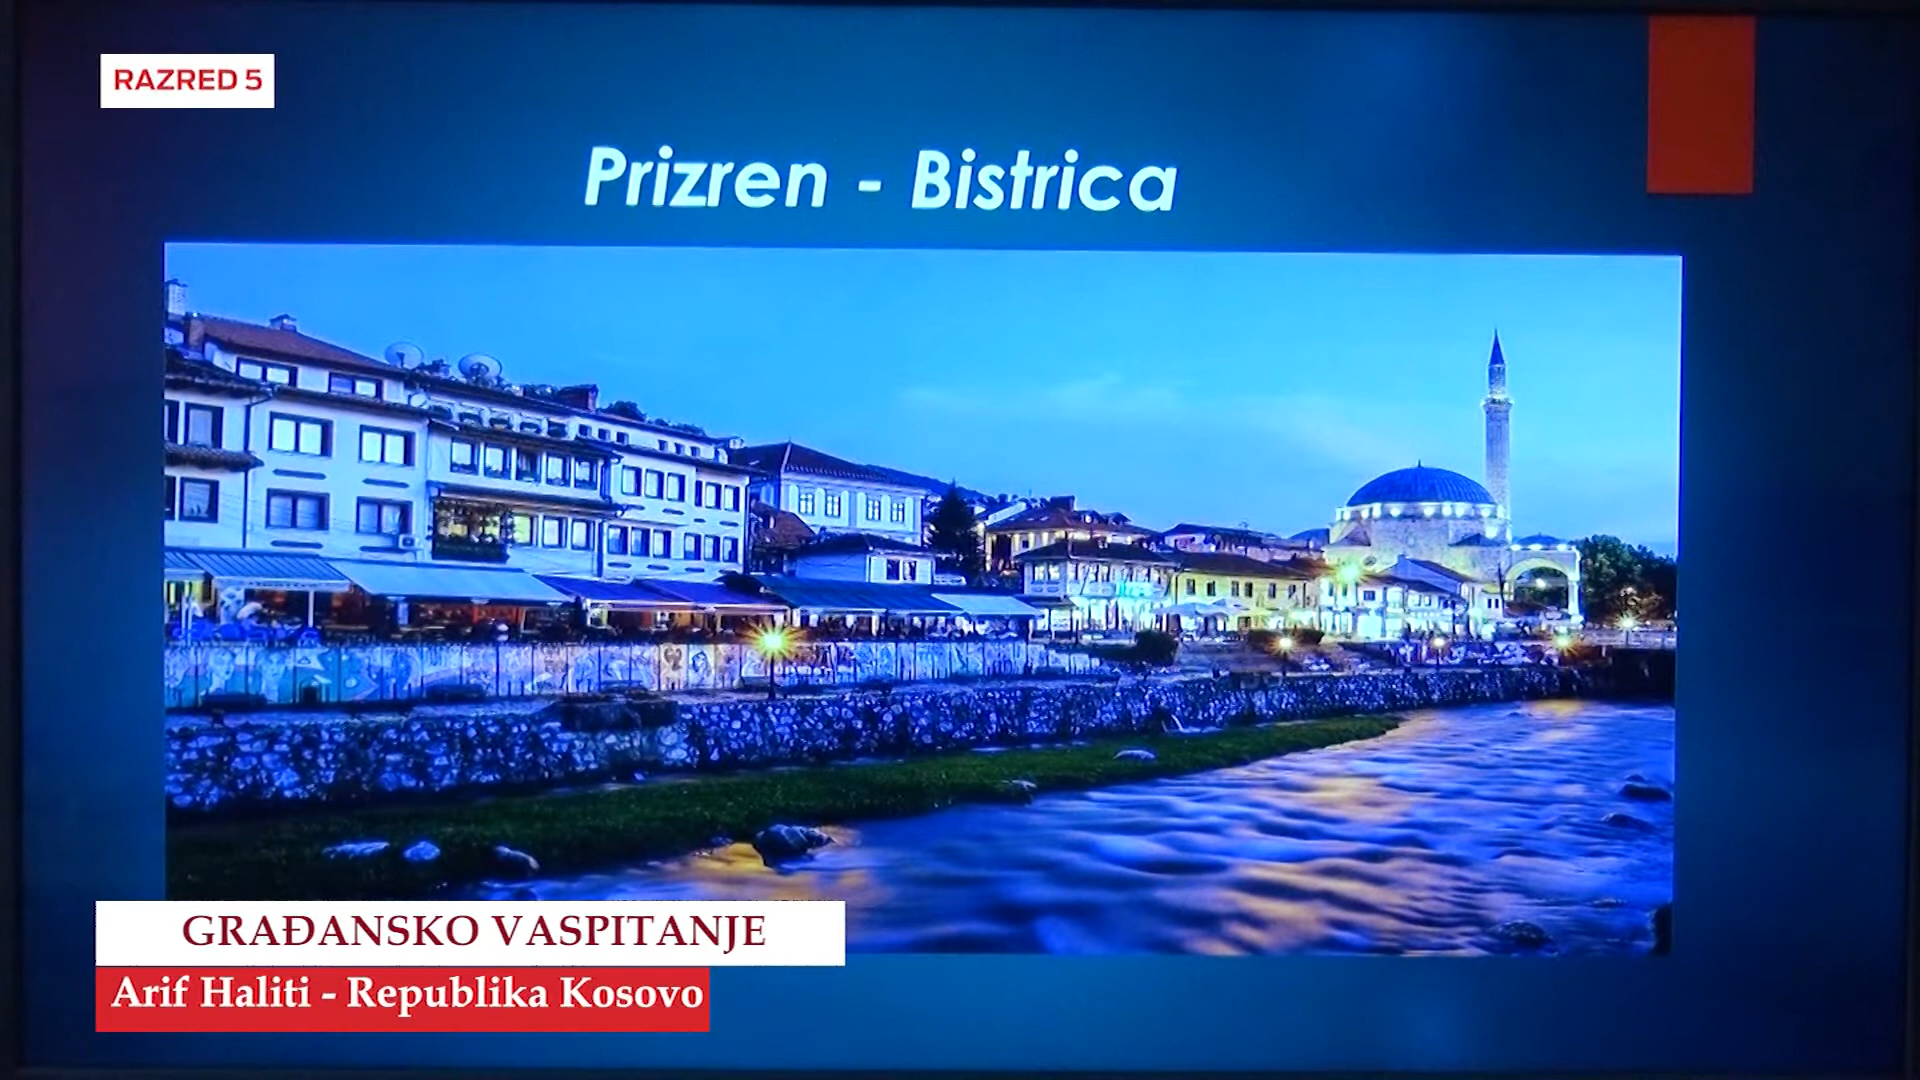 RAZRED 5
Prizren - Bistrica
GRAĐANSKO VASPITANJE
Arif Haliti - Republika Kosovo